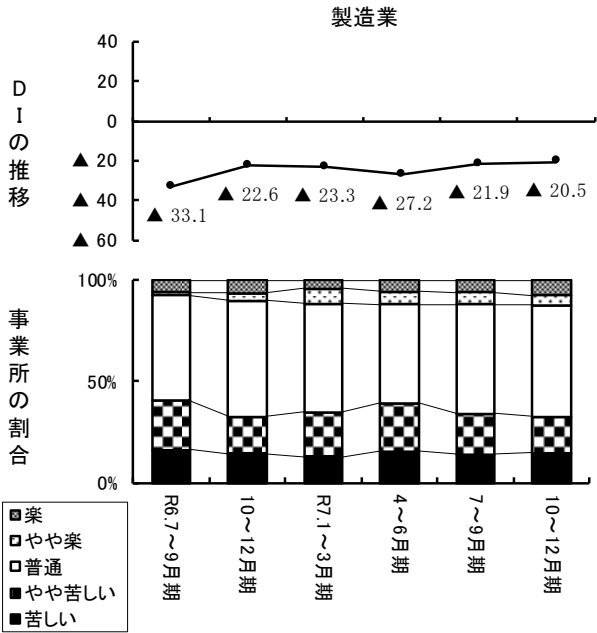 製造業
DIの推移
40
20
0
▲ 20
▲ 40
▲ 60
▲ 33.1
▲ 22.6
▲ 23.3
▲ 27.2
▲ 21.9
▲ 20.5
事業所の割合
100%
50%
0%
R6.7～9月期
10～12月期
R7.1～3月期
4～6月期
7～9月期
10～12月期
楽
やや楽
普通
やや苦しい
苦しい